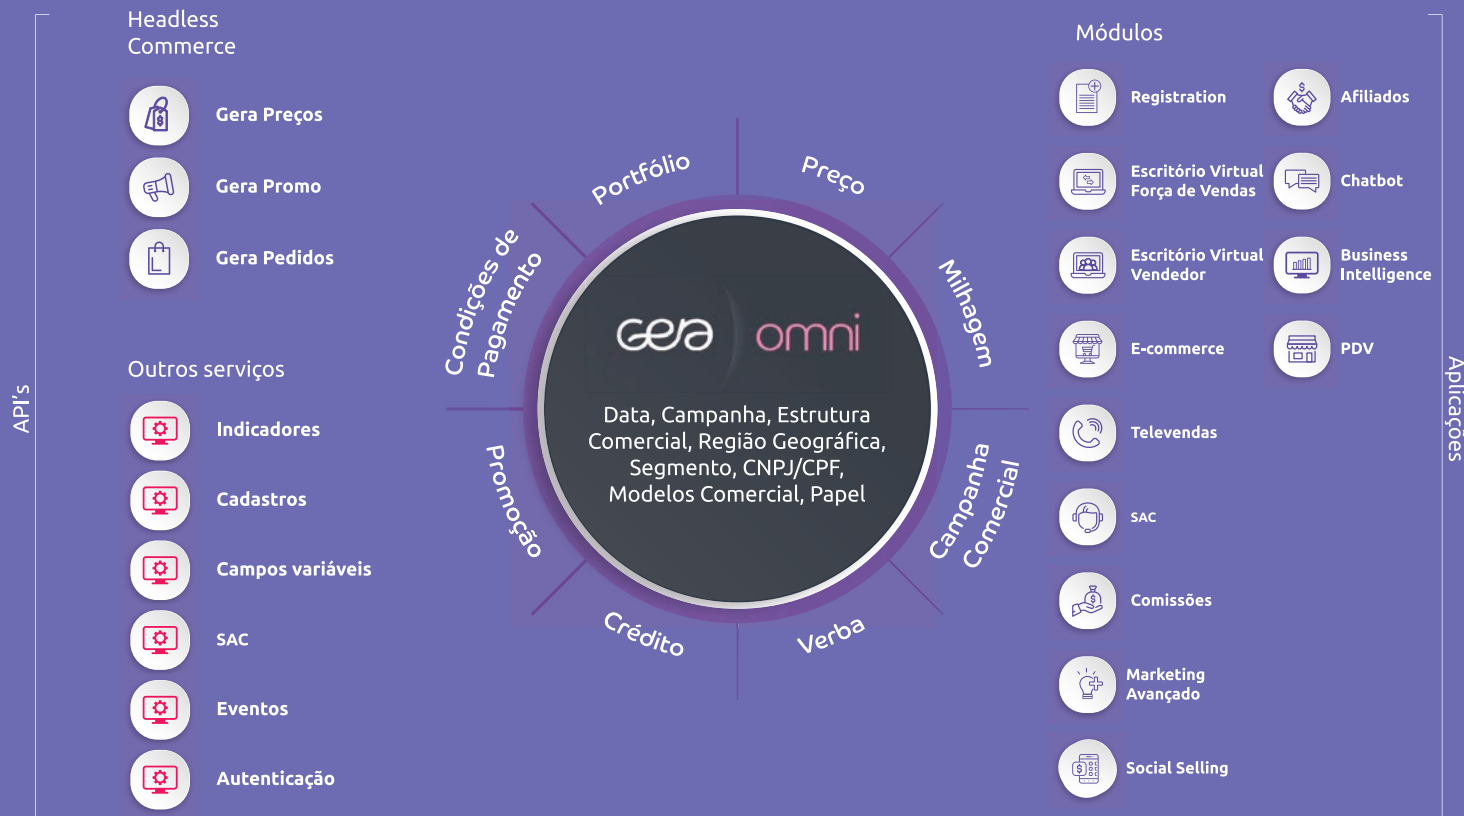 API's
Headless
Commerce
Gera Preços
Gera Promo
Gera Pedidos
Outros serviços
Indicadores
Cadastros
Campos variáveis
SAC
Eventos
Autenticação
Portfólio
Preço
Milhagem
Campanha
Comercial
Verba
Crédito
Promoção
Condições de
Pagamento
gera omni
Data, Campanha, Estrutura
Comercial, Região Geográfica,
Segmento, CNPJ/CPF,
Modelos Comercial, Papel
Módulos
Registration
Escritório Virtual
Força de Vendas
Escritório Virtual
Vendedor
E-commerce
Televendas
SAC
Comissões
Marketing
Avançado
Social Selling
Afiliados
Chatbot
Business
Intelligence
PDV
Aplicações